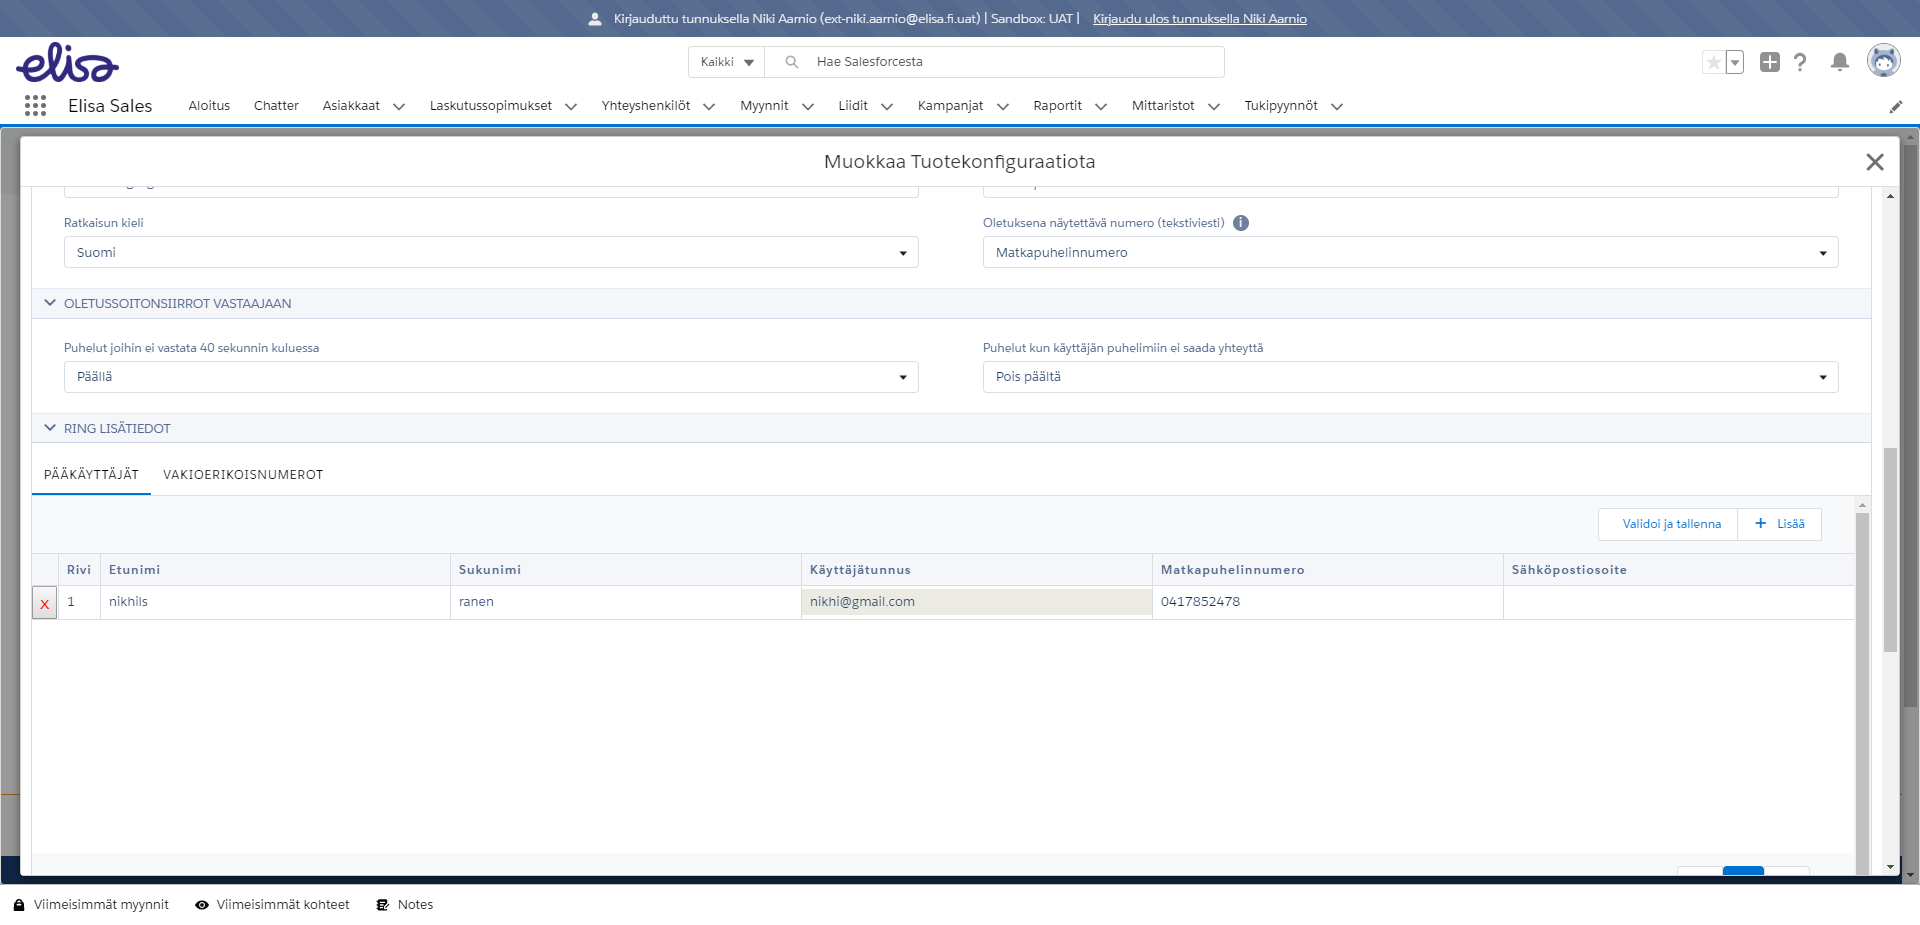 Kirjauduttu tunnuksella Niki Aarnio (ext-niki.aarnio@elisa.fi.uat) | Sandbox: UAT | Kirjaudu ulos tunnuksella Niki Aarnio
elisa
Kaikki
Hae Salesforcesta
Elisa Sales
Aloitus
Chatter
Asiakkaat
Laskutussopimukset
Yhteyshenkilöt
Myynnit
Liidit
Kampanjat
Raportit
Mittaristot
Tukipyynnöt
Muokkaa Tuotekonfiguraatiota
Ratkaisun kieli
Suomi
Oletuksena näytettävä numero (tekstiviesti)
Matkapuhelinnumero
OLETUSSOITONSIIRROT VASTAAJAAN
Puhelut joihin ei vastata 40 sekunnin kuluessa
Päällä
Puhelut kun käyttäjän puhelimiin ei saada yhteyttä
Pois päältä
RING LISÄTIEDOT
PÄÄKÄYTTÄJÄT
VAKIOERIKOISNUMEROT
Validoi ja tallenna
+ Lisää
Rivi Etunimi Sukunimi Käyttäjätunnus Matkapuhelinnumero Sähköpostiosoite
X 1 nikhils ranen nikhi@gmail.com 0417852478
Viimeisimmät myynnit
Viimeisimmät kohteet
Notes